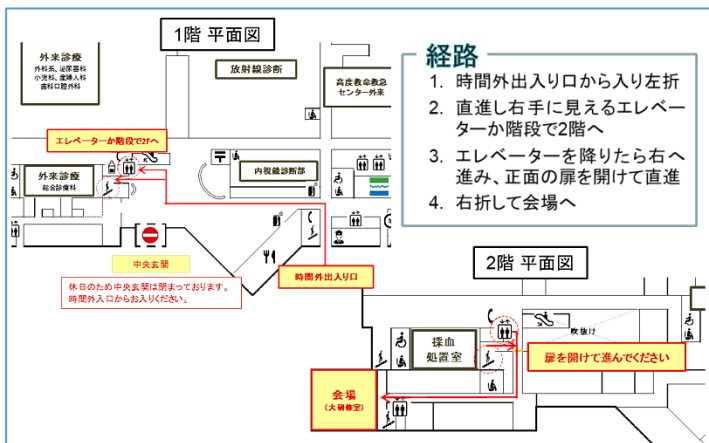 1階 平面図
外来診療
外科系、泌尿器科
小児科、産婦人科
歯科口腔外科
放射線診断
高度救命救急
センター外来
エレベーターか階段で2Fへ
外来診療
総合診療科
内視鏡診断部
FamilyMart
中央玄関
休日のため中央玄関は閉まっております。
時間外入口からお入りください。
時間外出入り口
経路
1. 時間外出入り口から入り左折
2. 直進し右手に見えるエレベー
ターか階段で2階へ
3. エレベーターを降りたら右へ
進み、正面の扉を開けて直進
4. 右折して会場へ
2階 平面図
採血
処置室
吹抜け
扉を開けて進んでください
会場
(大研修室)